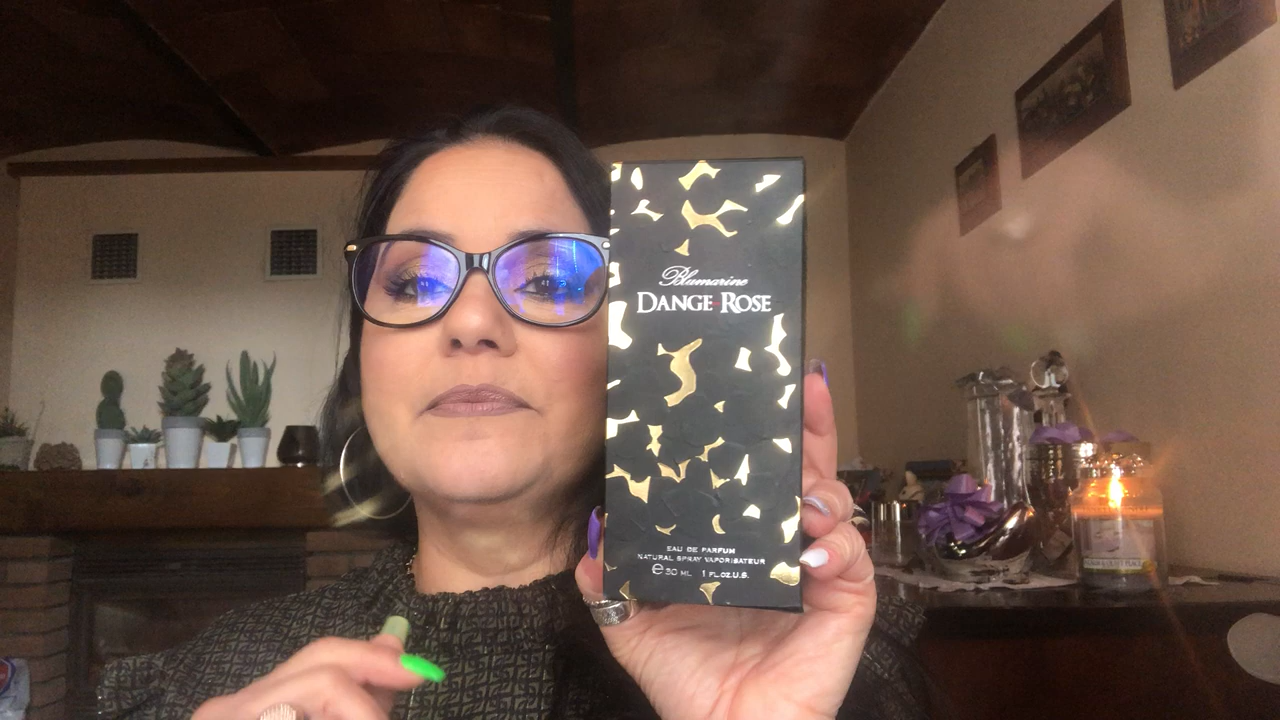 Blumarine
DANGE-ROSE
EAU DE PARFUM
NATURAL SPRAY VAPORISATEUR
e 30 ML 1 FL.OZ.U.S.